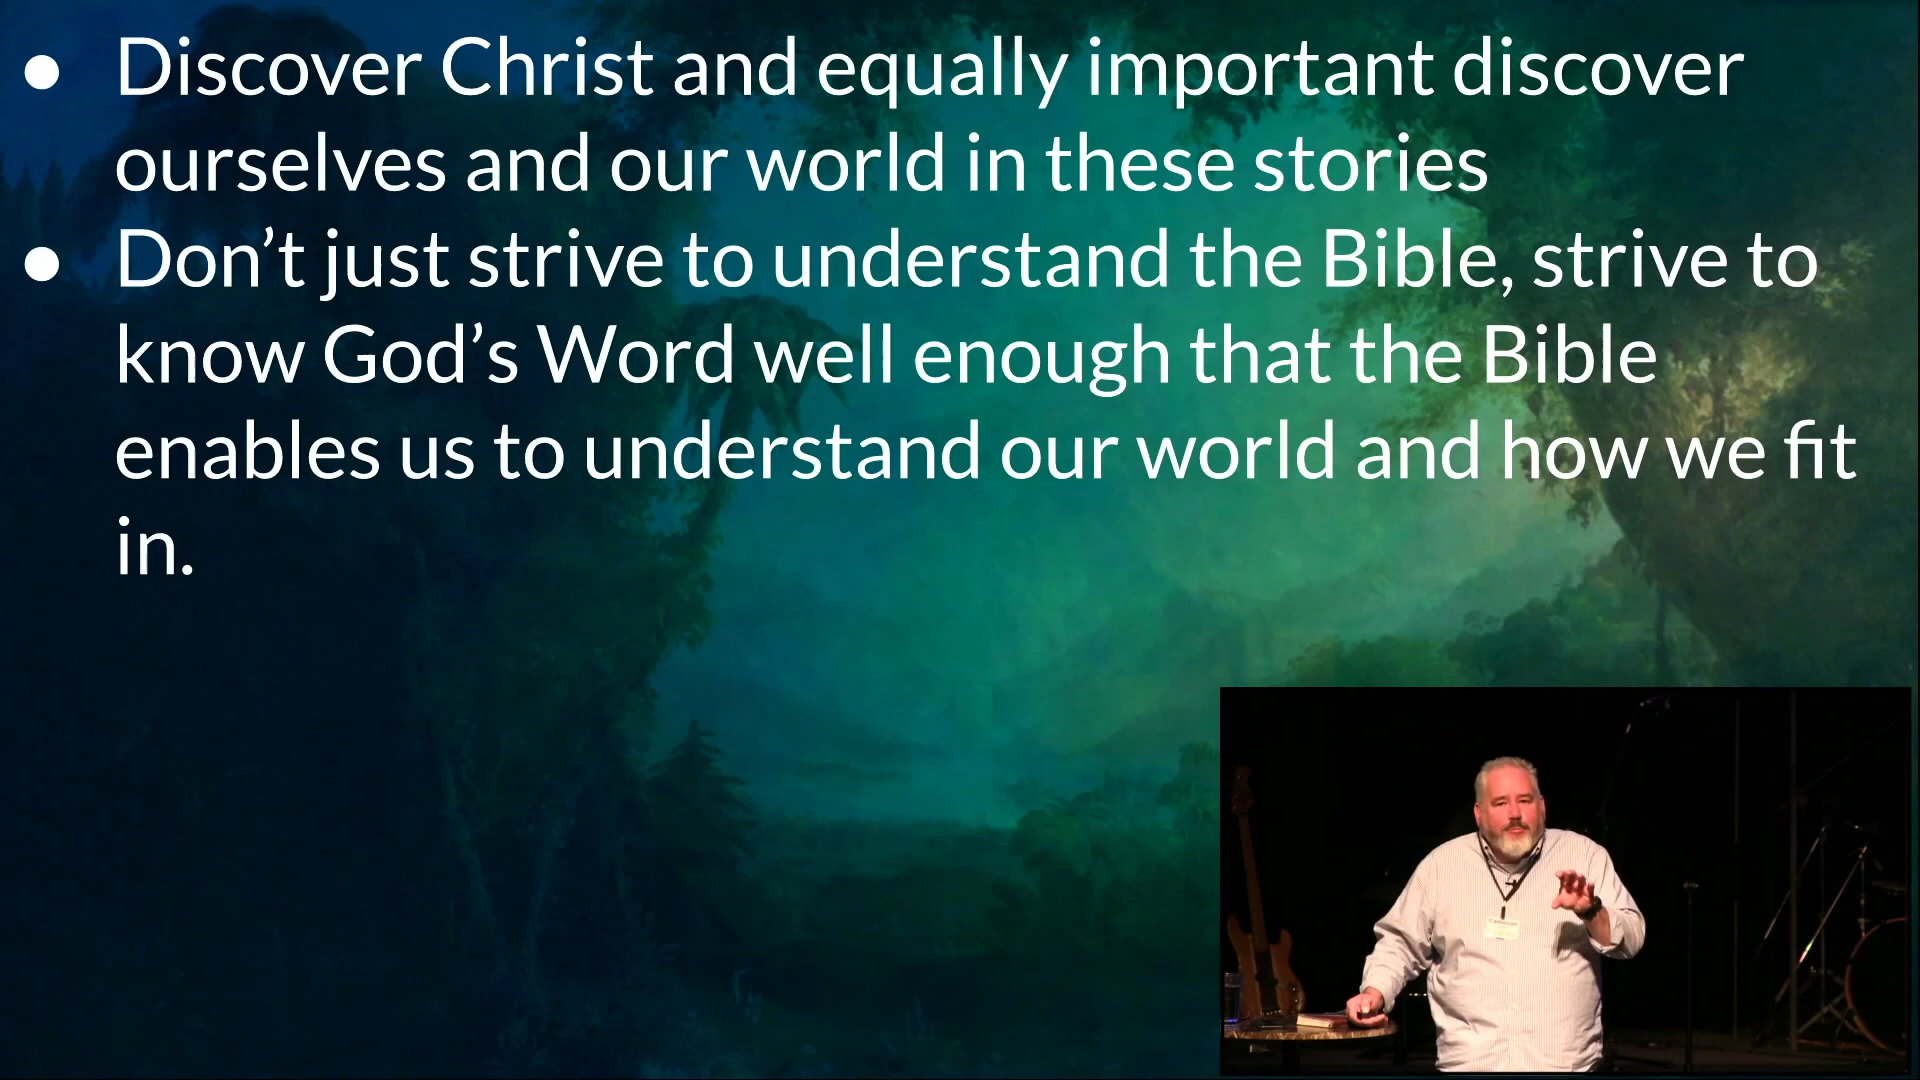 ● Discover Christ and equally important discover
ourselves and our world in these stories
● Don’t just strive to understand the Bible, strive to
know God’s Word well enough that the Bible
enables us to understand our world and how we fit
in.